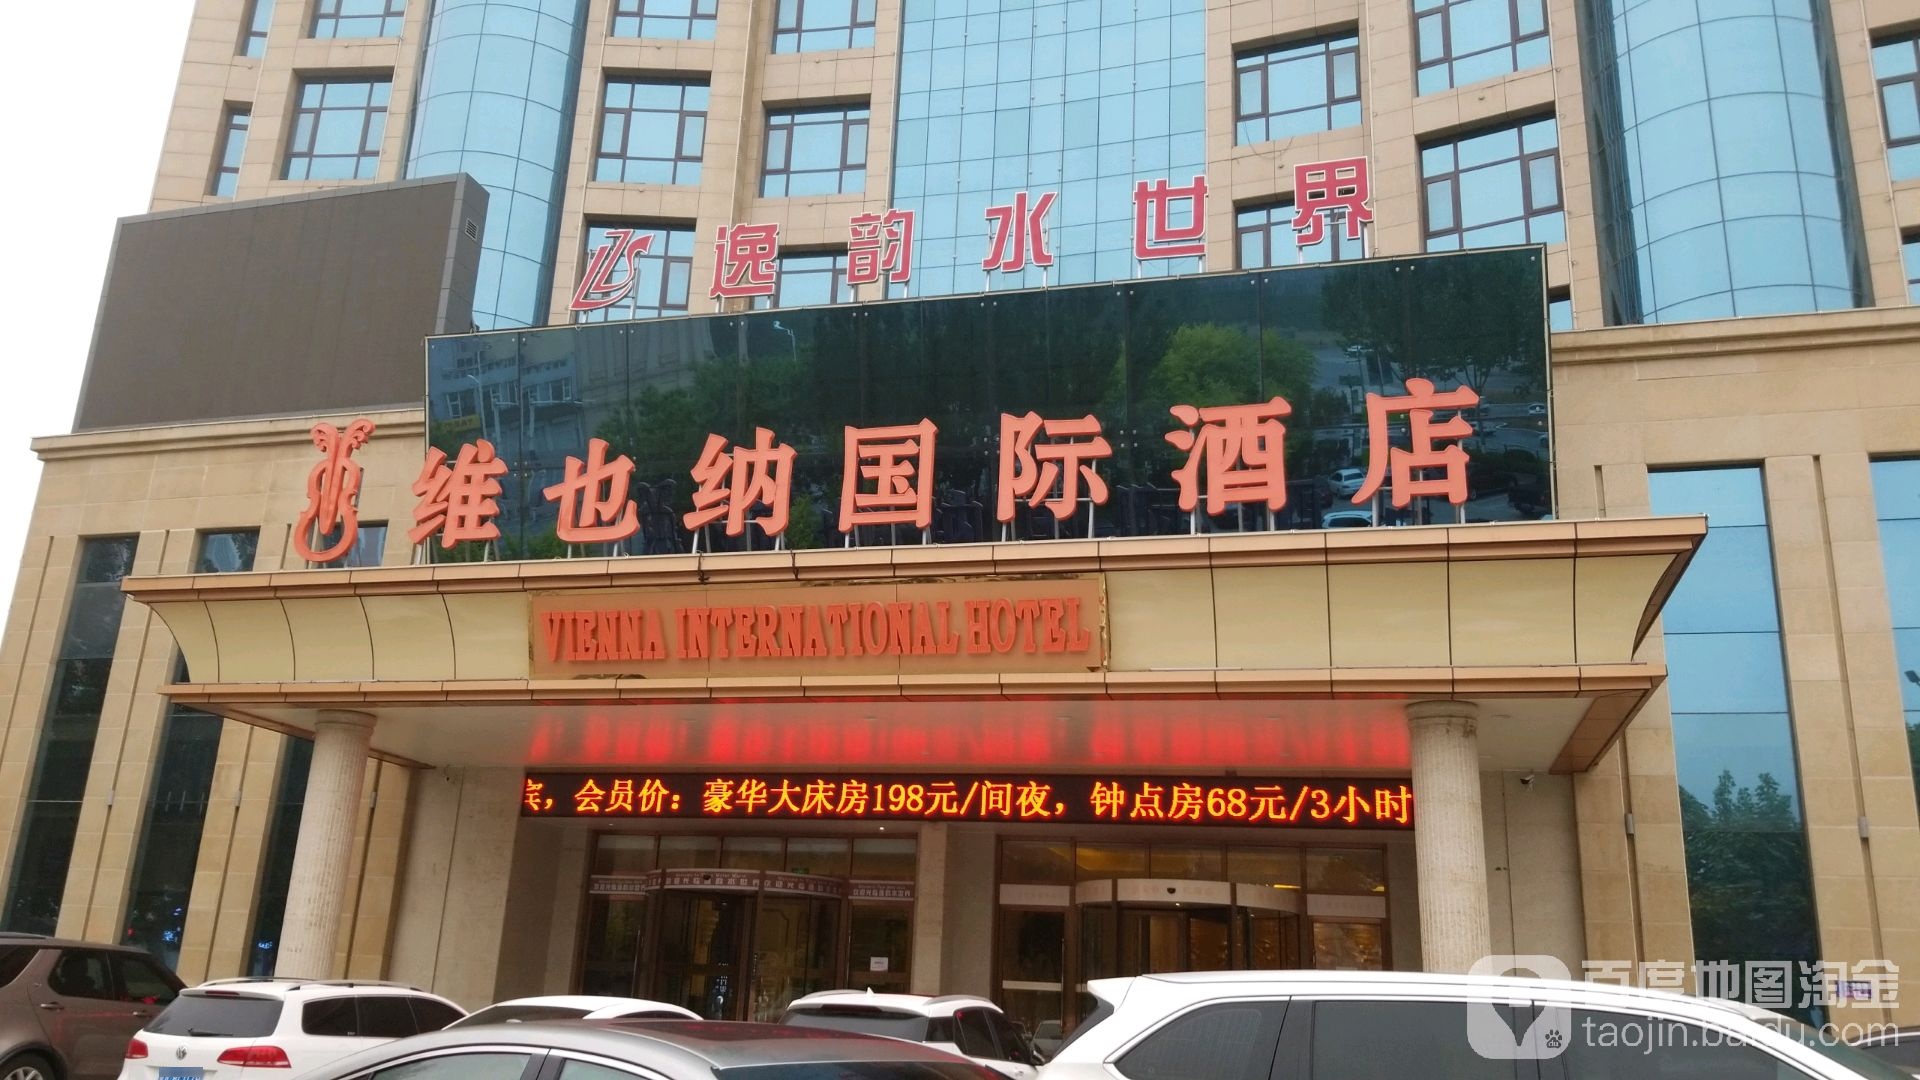 逸韵水世界
维也纳国际酒店
VIENNA INTERNATIONAL HOTEL
宾，会员价：豪华大床房198元/间夜，钟点房68元/3小时
百度地图淘金
taojin.baidu.com